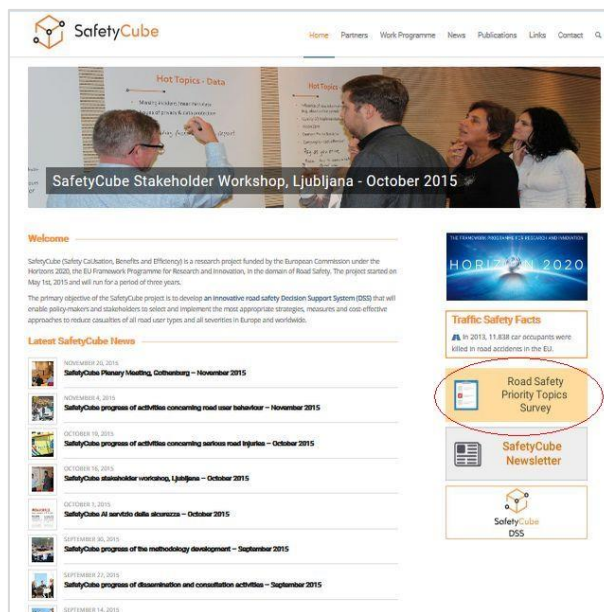 SafetyCube
Home Partners Work Programme News Publications Links Contact
Hot Topics - Data
Hot Topics
SafetyCube Stakeholder Workshop, Ljubljana - October 2015
Welcome
SafetyCube (Safety CaUsation, Benefits and Efficiency) is a research project funded by the European Commission under the
Horizons 2020, the EU Framework Programme for Research and Innovation, in the domain of Road Safety. The project started on
May 1st, 2015 and will run for a period of three years.
The primary objective of the SafetyCube project is to develop an innovative road safety Decision Support System (DSS) that will
enable policy-makers and stakeholders to select and implement the most appropriate strategies, measures and cost-effective
approaches to reduce casualties of all road user types and all severities in Europe and worldwide.
Latest SafetyCube News
NOVEMBER 20, 2015
SafetyCube Plenary Meeting, Gothenburg – November 2015
NOVEMBER 4, 2015
SafetyCube progress of activities concerning road user behaviour – November 2015
OCTOBER 19, 2015
SafetyCube progress of activities concerning serious road injuries – October 2015
OCTOBER 16, 2015
SafetyCube stakeholder workshop, Ljubljana – October 2015
OCTOBER 1, 2015
SafetyCube Al servizio della sicurezza – October 2015
SEPTEMBER 30, 2015
SafetyCube progress of the methodology development – September 2015
SEPTEMBER 27, 2015
SafetyCube progress of dissemination and consultation activities – September 2015
SEPTEMBER 14, 2015
THE FRAMEWORK PROGRAMME FOR RESEARCH AND INNOVATION
HORIZON 2020
Traffic Safety Facts
In 2013, 11,838 car occupants were
killed in road accidents in the EU.
Road Safety
Priority Topics
Survey
SafetyCube
Newsletter
SafetyCube
DSS